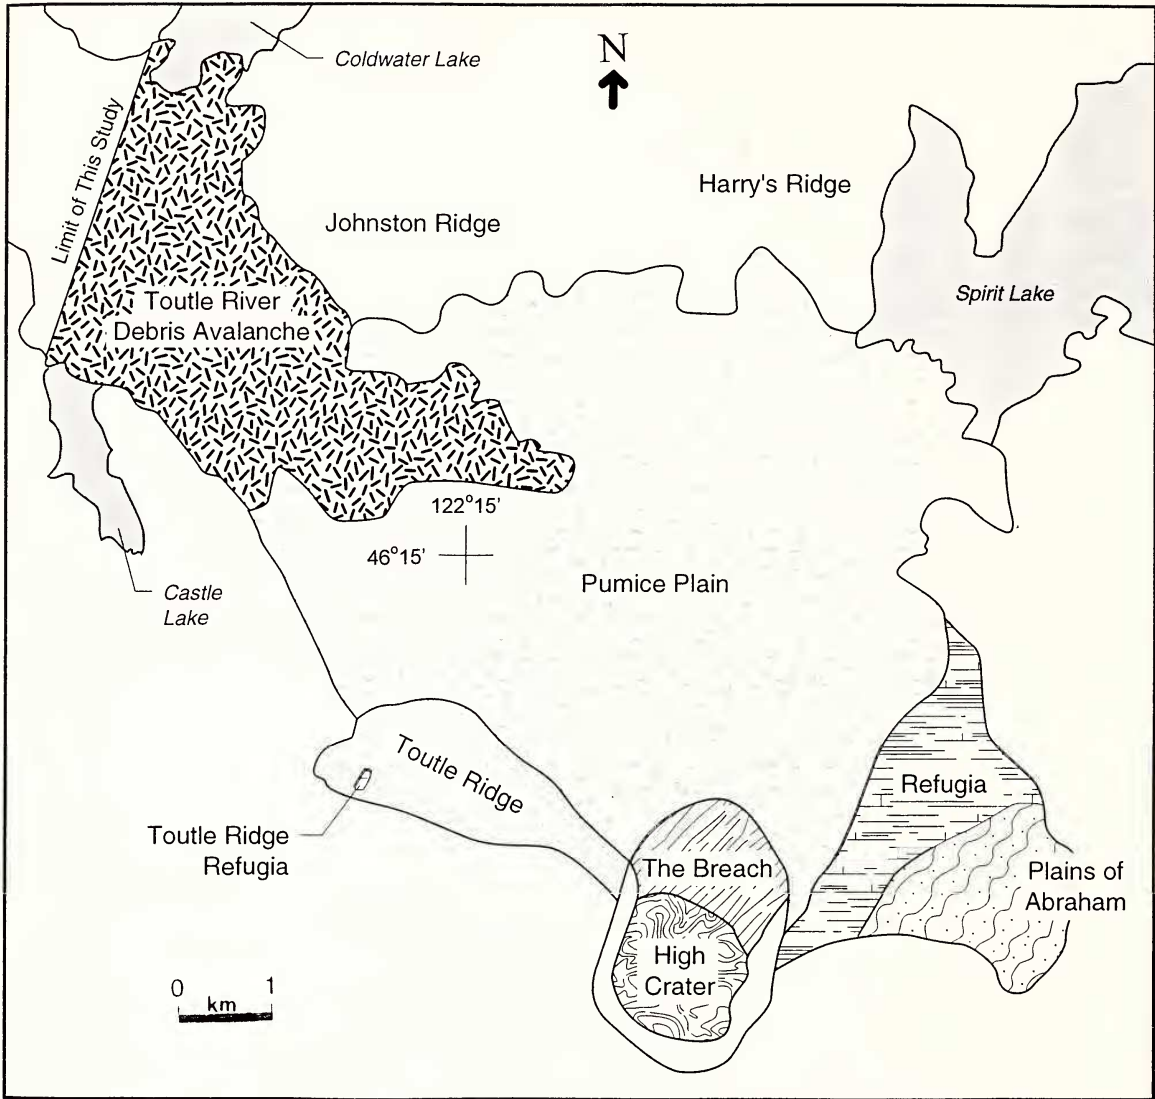 N
Coldwater Lake
Limit of This Study
Harry's Ridge
Johnston Ridge
Spirit Lake
Toutle River
Debris Avalanche
122°15'
46°15'
Pumice Plain
Castle
Lake
Toutle Ridge
Refugia
Toutle Ridge
Refugia
The Breach
Plains of
Abraham
High
Crater
0 1
km